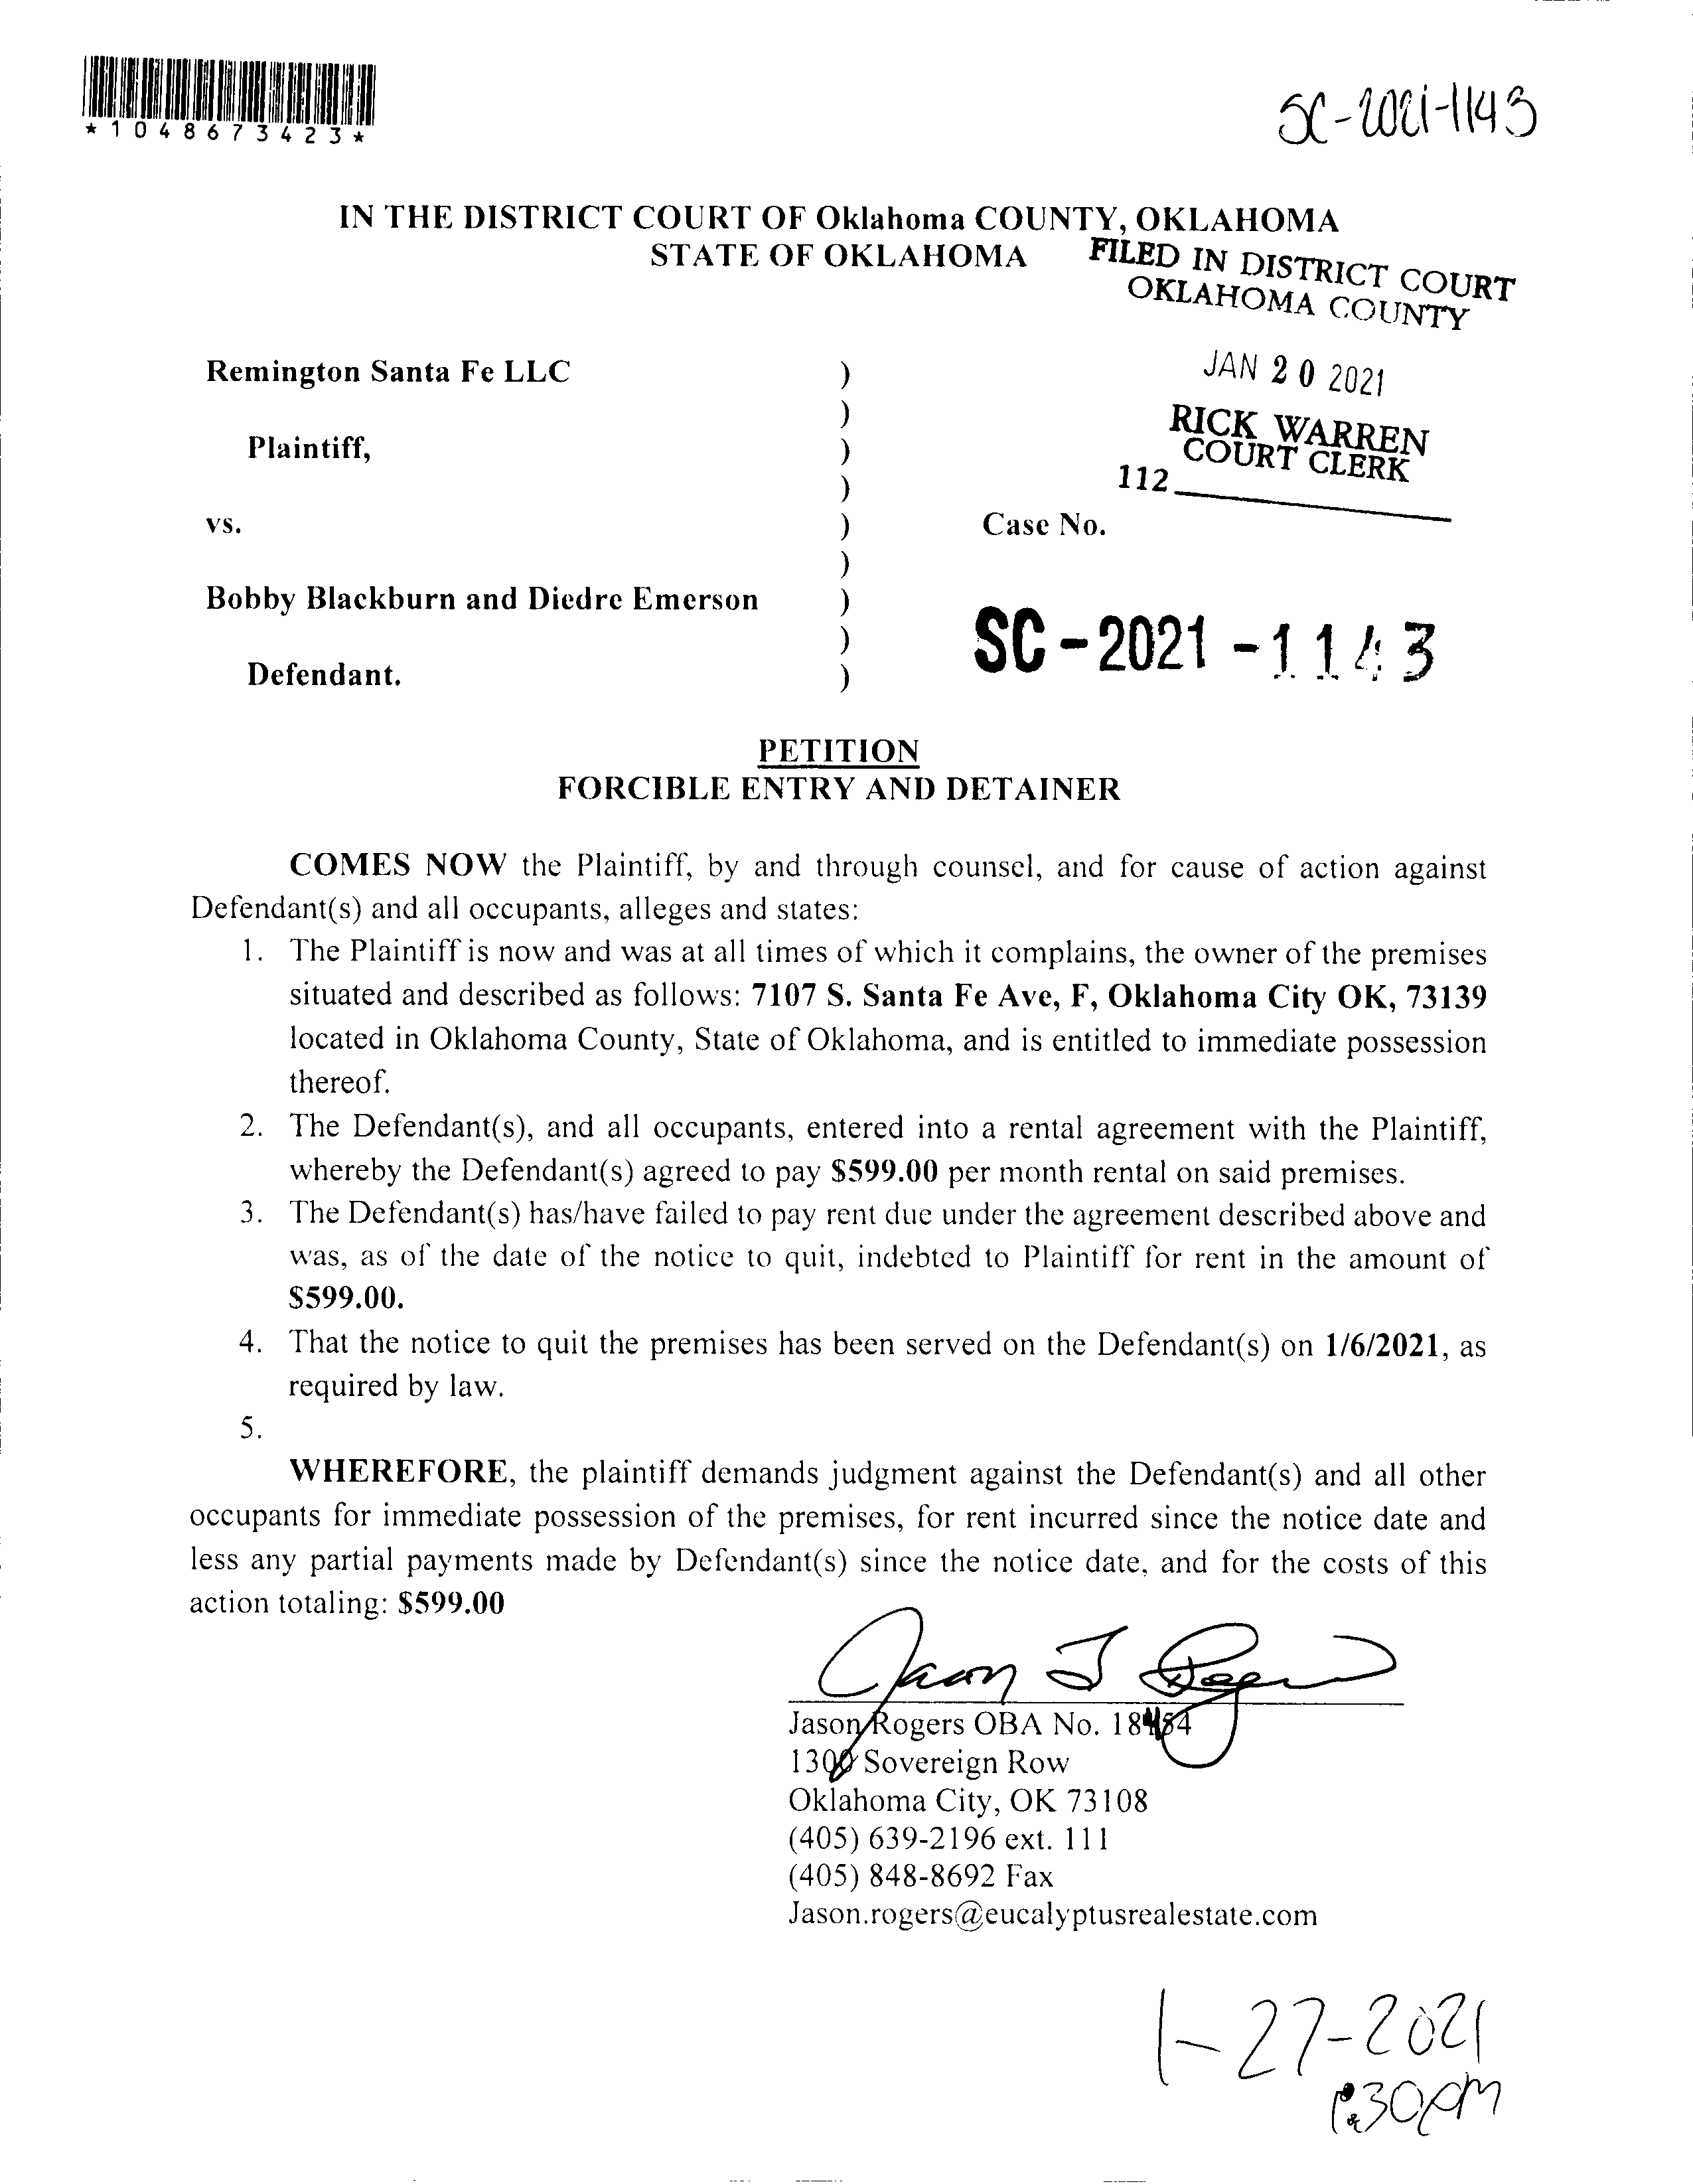 *1048673423*
SC-2021-1143
IN THE DISTRICT COURT OF Oklahoma COUNTY, OKLAHOMA
STATE OF OKLAHOMA
FILED IN DISTRICT COURT
OKLAHOMA COUNTY
JAN 20 2021
RICK WARREN
COURT CLERK
112
Remington Santa Fe LLC )
)
Plaintiff, )
)
vs. ) Case No.
)
Bobby Blackburn and Diedre Emerson )
) SC-2021-1143
Defendant. )
PETITION
FORCIBLE ENTRY AND DETAINER
COMES NOW the Plaintiff, by and through counsel, and for cause of action against
Defendant(s) and all occupants, alleges and states:
1. The Plaintiff is now and was at all times of which it complains, the owner of the premises
situated and described as follows: 7107 S. Santa Fe Ave, F, Oklahoma City OK, 73139
located in Oklahoma County, State of Oklahoma, and is entitled to immediate possession
thereof.
2. The Defendant(s), and all occupants, entered into a rental agreement with the Plaintiff,
whereby the Defendant(s) agreed to pay $599.00 per month rental on said premises.
3. The Defendant(s) has/have failed to pay rent due under the agreement described above and
was, as of the date of the notice to quit, indebted to Plaintiff for rent in the amount of
$599.00.
4. That the notice to quit the premises has been served on the Defendant(s) on 1/6/2021, as
required by law.
5.
WHEREFORE, the plaintiff demands judgment against the Defendant(s) and all other
occupants for immediate possession of the premises, for rent incurred since the notice date and
less any partial payments made by Defendant(s) since the notice date, and for the costs of this
action totaling: $599.00
Jason Rogers OBA No.
1300 Sovereign Row
Oklahoma City, OK 73108
(405) 639-2196 ext. 111
(405) 848-8692 Fax
Jason.rogers@eucalyptusrealestate.com
1-27-2021